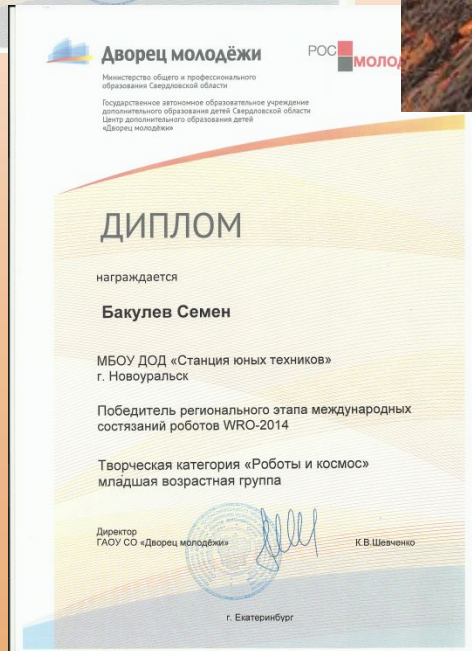 Дворец молодёжи
РОС
МОЛОД
Министерство общего и профессионального
образования Свердловской области
Государственное автономное образовательное учреждение
дополнительного образования детей Свердловской области
Центр дополнительного образования детей
«Дворец молодёжи»
ДИПЛОМ
награждается
Бакулев Семен
МБОУ ДОД «Станция юных техников»
г. Новоуральск
Победитель регионального этапа международных
состязаний роботов WRO-2014
Творческая категория «Роботы и космос»
младшая возрастная группа
Директор
ГАОУ СО «Дворец молодёжи» К.В.Шевченко
г. Екатеринбург